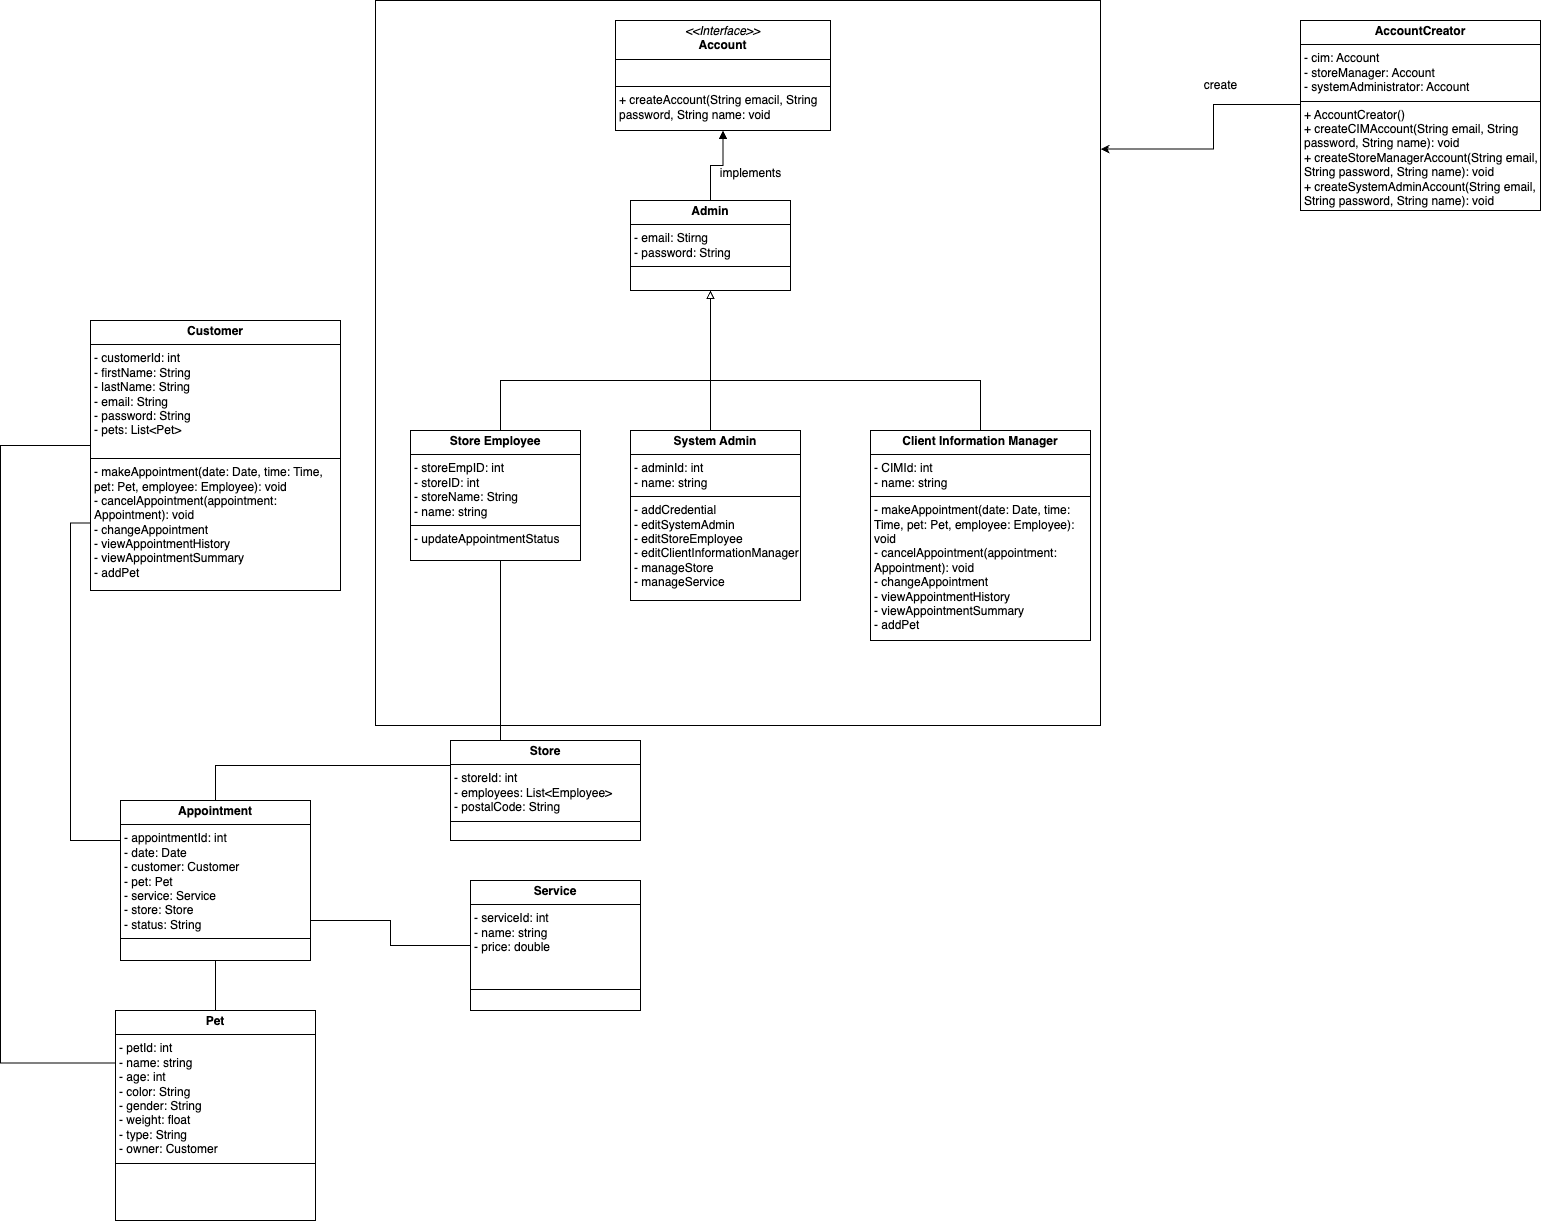 <<Interface>>
Account
+ createAccount(String emacil, String
password, String name: void
implements
Admin
- email: Stirng
- password: String
create
AccountCreator
- cim: Account
- storeManager: Account
- systemAdministrator: Account
+ AccountCreator()
+ createCIMAccount(String email, String
password, String name): void
+ createStoreManagerAccount(String email,
String password, String name): void
+ createSystemAdminAccount(String email,
String password, String name): void
Customer
- customerId: int
- firstName: String
- lastName: String
- email: String
- password: String
- pets: List<Pet>
- makeAppointment(date: Date, time: Time,
pet: Pet, employee: Employee): void
- cancelAppointment(appointment:
Appointment): void
- changeAppointment
- viewAppointmentHistory
- viewAppointmentSummary
- addPet
Store Employee
- storeEmpID: int
- storeID: int
- storeName: String
- name: string
- updateAppointmentStatus
System Admin
- adminId: int
- name: string
- addCredential
- editSystemAdmin
- editStoreEmployee
- editClientInformationManager
- manageStore
- manageService
Client Information Manager
- CIMId: int
- name: string
- makeAppointment(date: Date, time:
Time, pet: Pet, employee: Employee):
void
- cancelAppointment(appointment:
Appointment): void
- changeAppointment
- viewAppointmentHistory
- viewAppointmentSummary
- addPet
Store
- storeId: int
- employees: List<Employee>
- postalCode: String
Appointment
- appointmentId: int
- date: Date
- customer: Customer
- pet: Pet
- service: Service
- store: Store
- status: String
Service
- serviceId: int
- name: string
- price: double
Pet
- petId: int
- name: string
- age: int
- color: String
- gender: String
- weight: float
- type: String
- owner: Customer